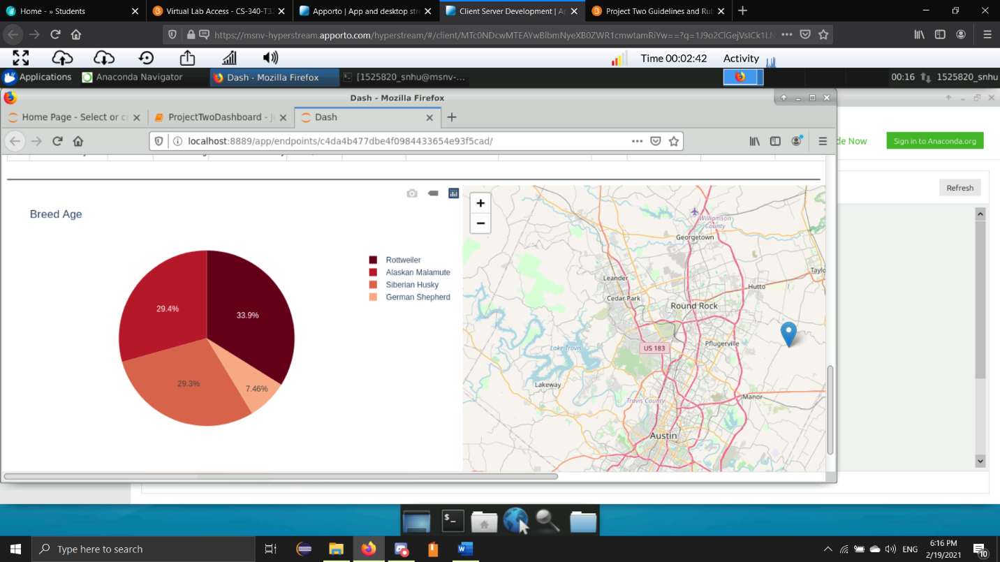 Home - » Students
Virtual Lab Access - CS-340-T3
Apporto | App and desktop stre
Client Server Development | Ap
Project Two Guidelines and Rub
https://msnv-hyperstream.apporto.com/hyperstream/#/client/
Time 00:02:42
Activity
Applications
Anaconda Navigator
Dash - Mozilla Firefox
[1525820_snhu@msnv-...
00:16
1525820_snhu
Dash - Mozilla Firefox
Home Page - Select or cr
ProjectTwoDashboard - J
Dash
localhost:8889/app/endpoints/c4da4b477dbe4f0984433654e93f5cad/
de Now
Sign in to Anaconda.org
Refresh
Breed Age
33.9%
29.4%
29.3%
7.46%
Rottweiler
Alaskan Malamute
Siberian Husky
German Shepherd
+
−
Williamson
County
Georgetown
Taylo
Leander
Hutto
Cedar Park
Round Rock
Lake Travis
US 183
Pflugerville
Lakeway
Travis County
Manor
Austin
Type here to search
ENG
6:16 PM
2/19/2021
10